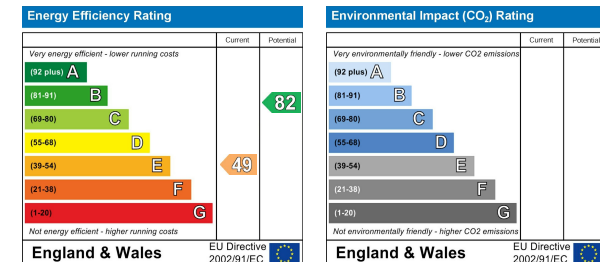 Energy Efficiency Rating
Current Potential
Very energy efficient - lower running costs
(92 plus) A
(81-91) B
(69-80) C
(55-68) D
(39-54) E
(21-38) F
(1-20) G
82
49
Not energy efficient - higher running costs
England & Wales
EU Directive
2002/91/EC
Environmental Impact (CO₂) Rating
Current Potential
Very environmentally friendly - lower CO2 emissions
(92 plus) A
(81-91) B
(69-80) C
(55-68) D
(39-54) E
(21-38) F
(1-20) G
Not environmentally friendly - higher CO2 emissions
England & Wales
EU Directive
2002/91/EC